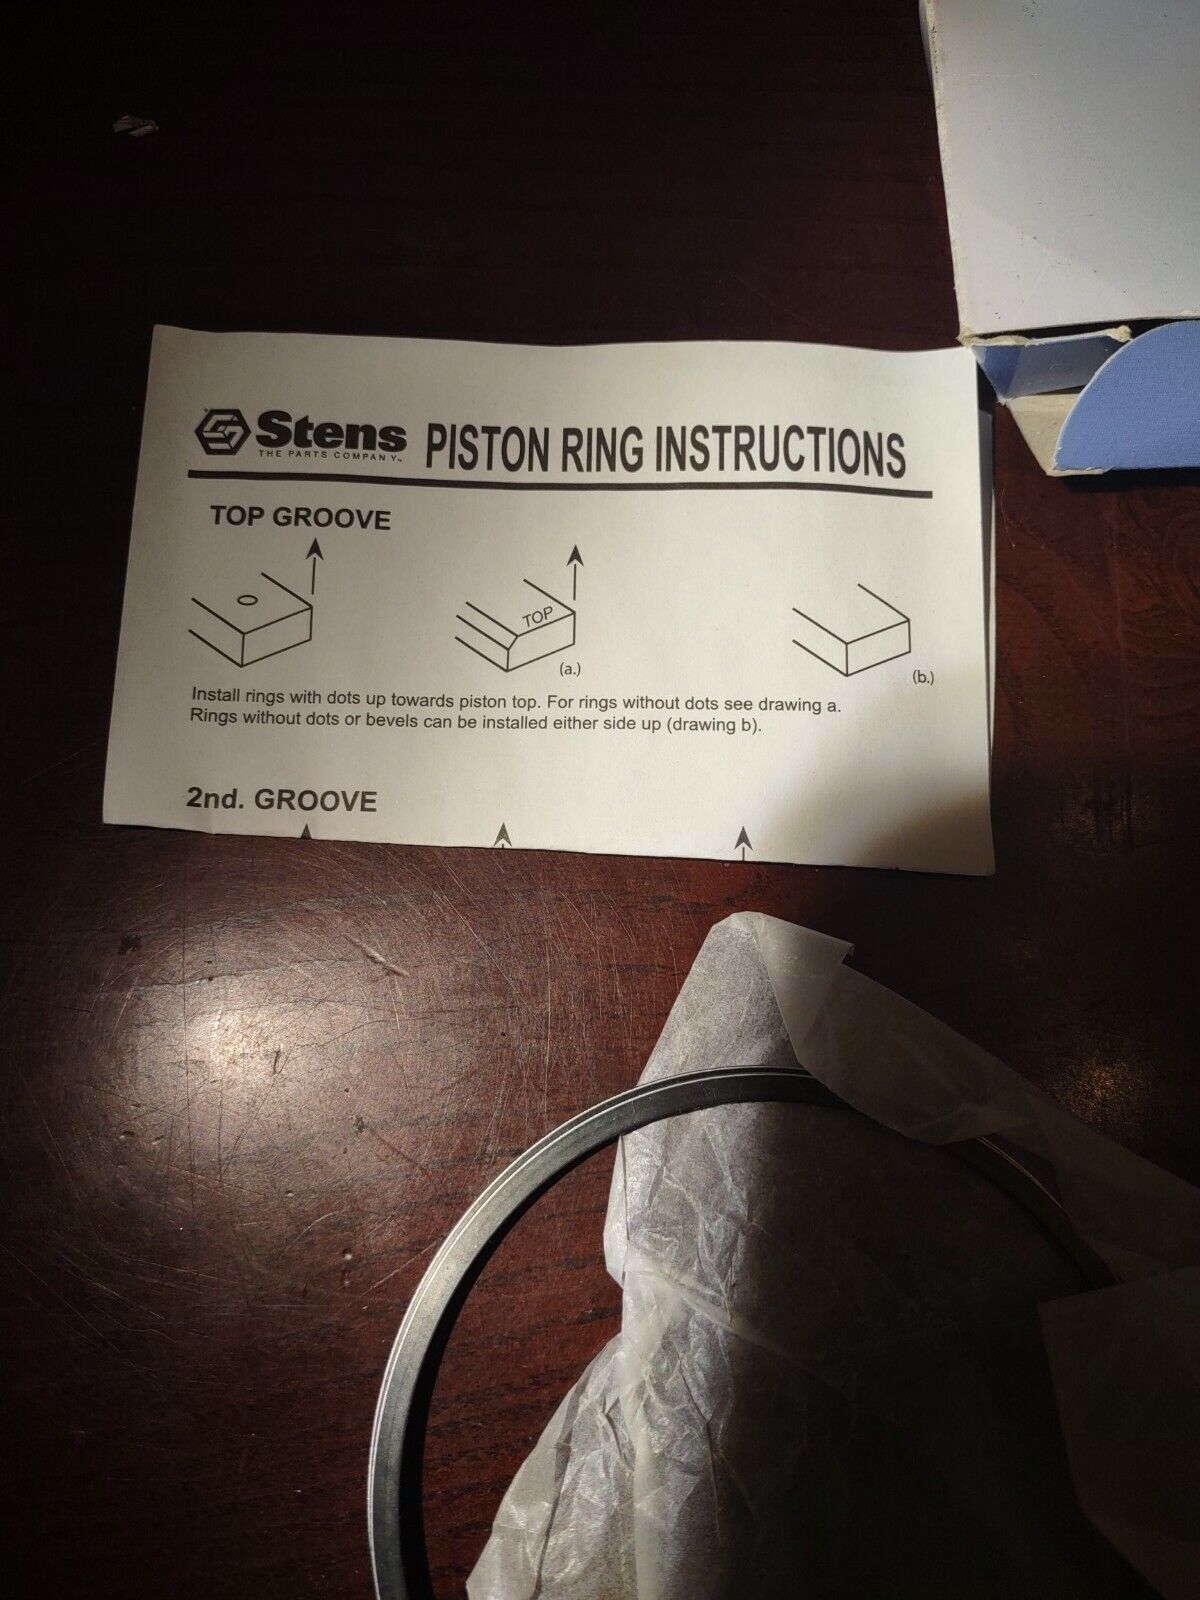 Stens PISTON RING INSTRUCTIONS
THE PARTS COMPANY™
TOP GROOVE
TOP
(a.)
(b.)
Install rings with dots up towards piston top. For rings without dots see drawing a.
Rings without dots or bevels can be installed either side up (drawing b).
2nd. GROOVE